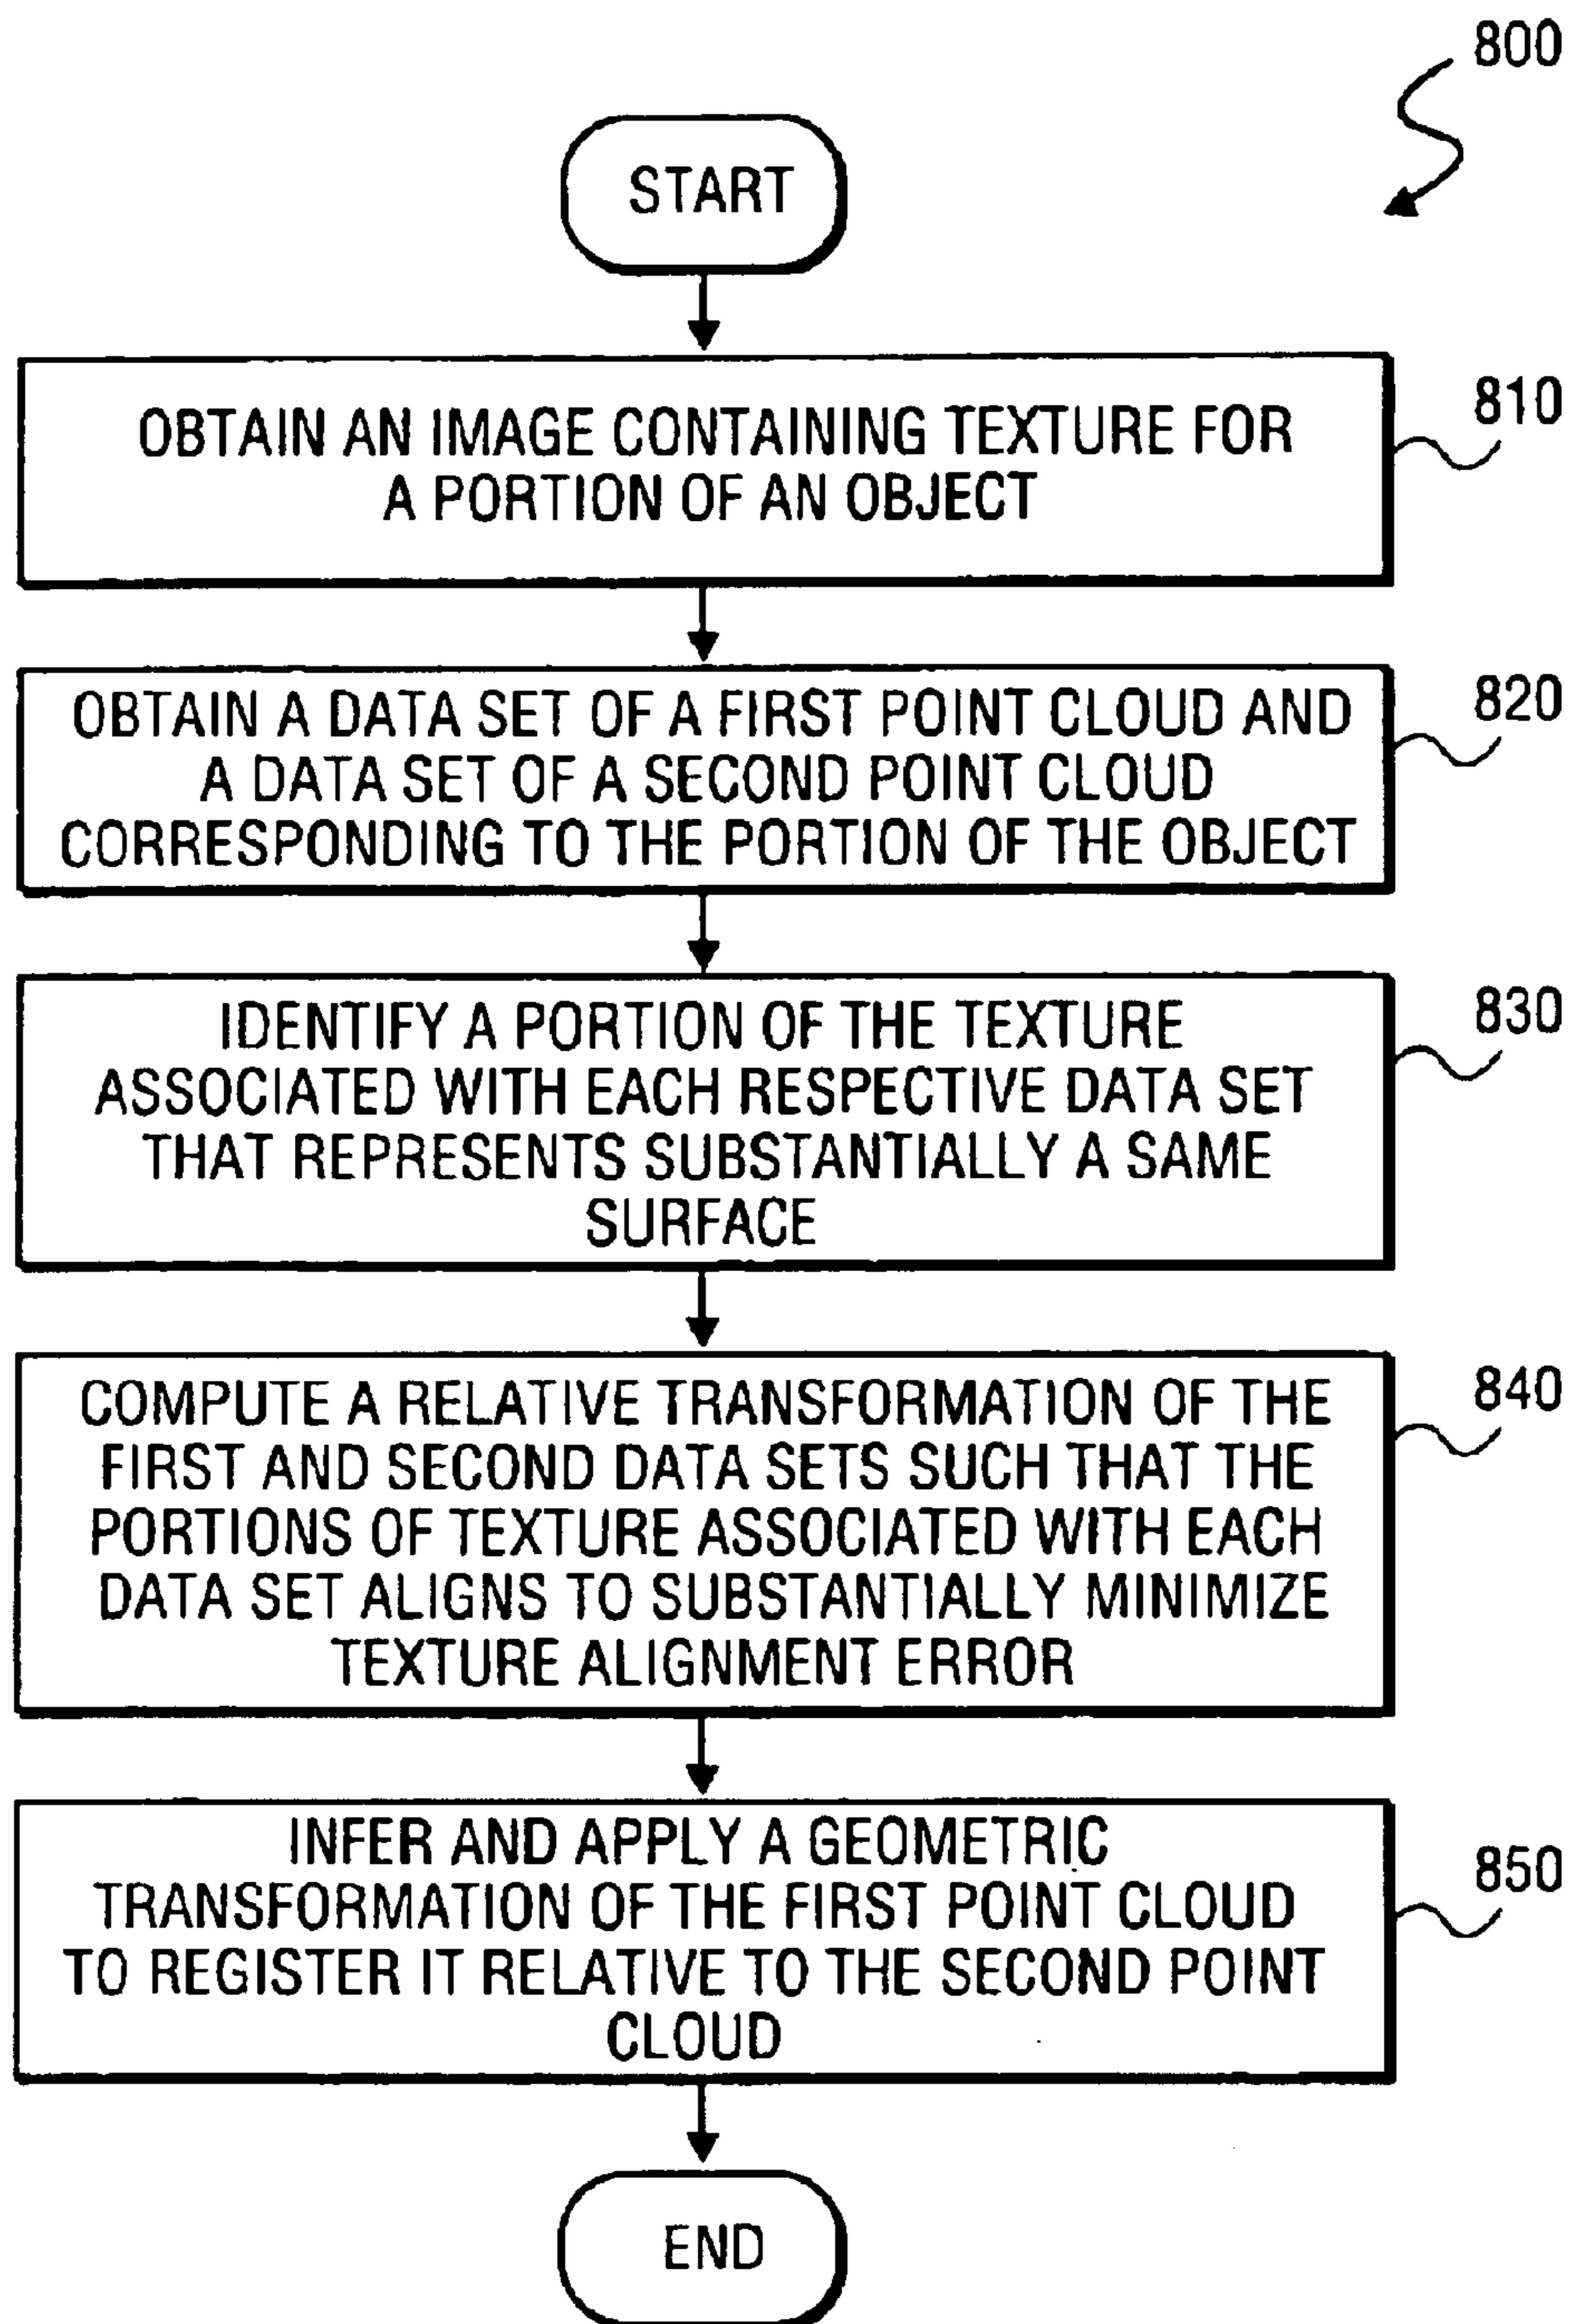 800
START
OBTAIN AN IMAGE CONTAINING TEXTURE FOR
A PORTION OF AN OBJECT
810
OBTAIN A DATA SET OF A FIRST POINT CLOUD AND
A DATA SET OF A SECOND POINT CLOUD
CORRESPONDING TO THE PORTION OF THE OBJECT
820
IDENTIFY A PORTION OF THE TEXTURE
ASSOCIATED WITH EACH RESPECTIVE DATA SET
THAT REPRESENTS SUBSTANTIALLY A SAME
SURFACE
830
COMPUTE A RELATIVE TRANSFORMATION OF THE
FIRST AND SECOND DATA SETS SUCH THAT THE
PORTIONS OF TEXTURE ASSOCIATED WITH EACH
DATA SET ALIGNS TO SUBSTANTIALLY MINIMIZE
TEXTURE ALIGNMENT ERROR
840
INFER AND APPLY A GEOMETRIC
TRANSFORMATION OF THE FIRST POINT CLOUD
TO REGISTER IT RELATIVE TO THE SECOND POINT
CLOUD
850
END